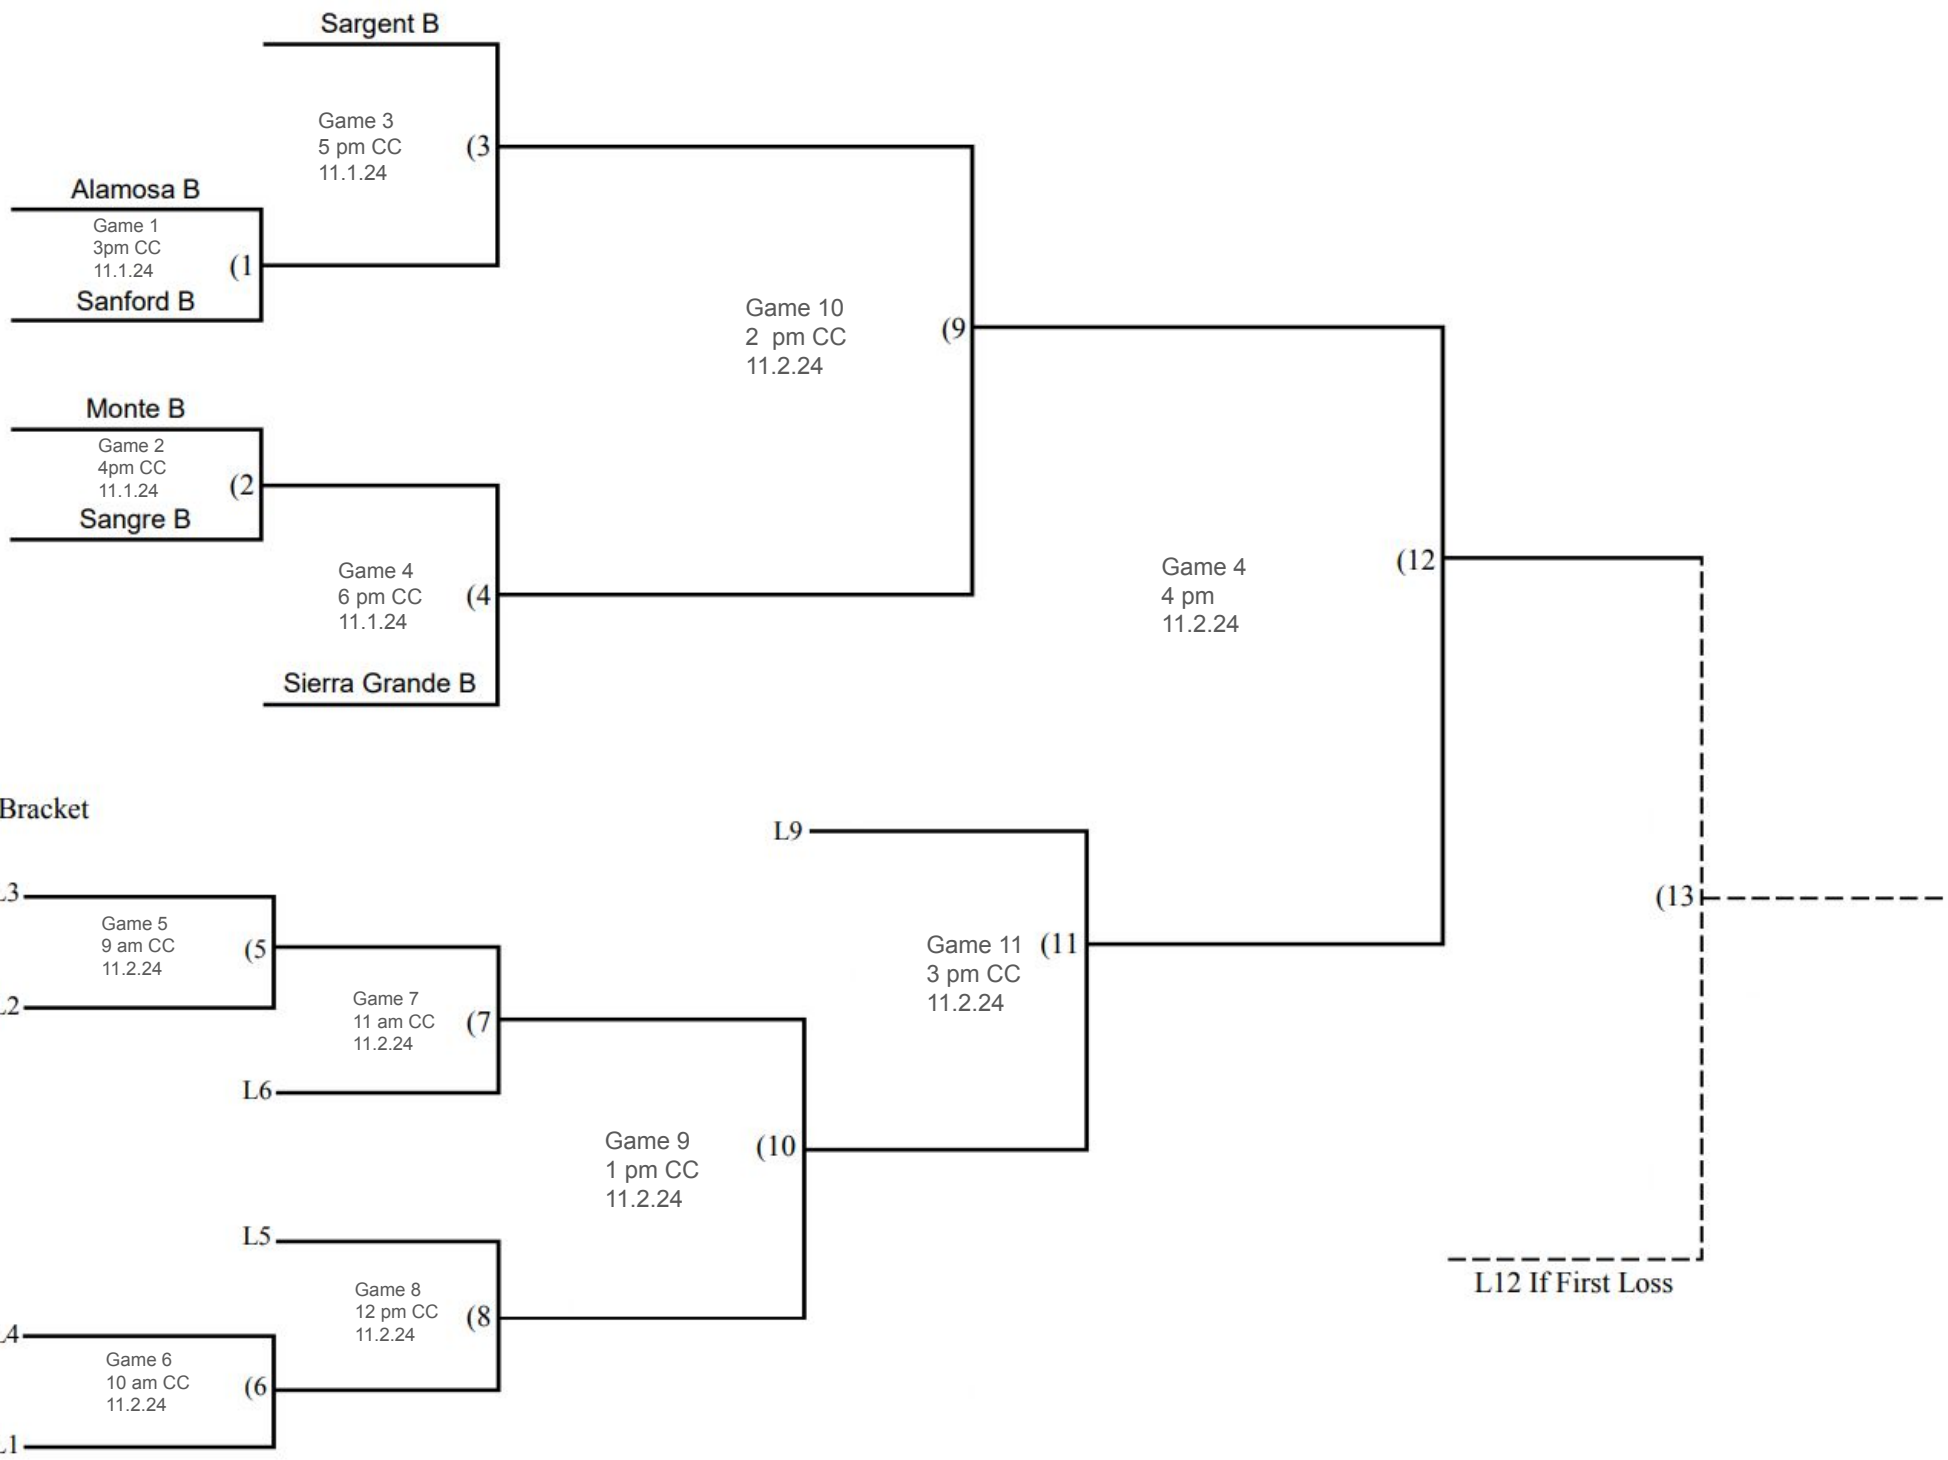 Sargent B
Game 3
5 pm CC
11.1.24
(3
Alamosa B
Game 1
3pm CC
11.1.24
(1
Sanford B
Game 10
2  pm CC
11.2.24
(9
Monte B
Game 2
4pm CC
11.1.24
(2
Sangre B
Game 4
6 pm CC
11.1.24
(4
Sierra Grande B
Game 4
4 pm
11.2.24
(12
Bracket
L9
L3
Game 5
9 am CC
11.2.24
(5
L2
Game 7
11 am CC
11.2.24
(7
L6
Game 11
3 pm CC
11.2.24
(11
(13
Game 9
1 pm CC
11.2.24
(10
L5
Game 8
12 pm CC
11.2.24
(8
L4
Game 6
10 am CC
11.2.24
(6
L1
L12 If First Loss